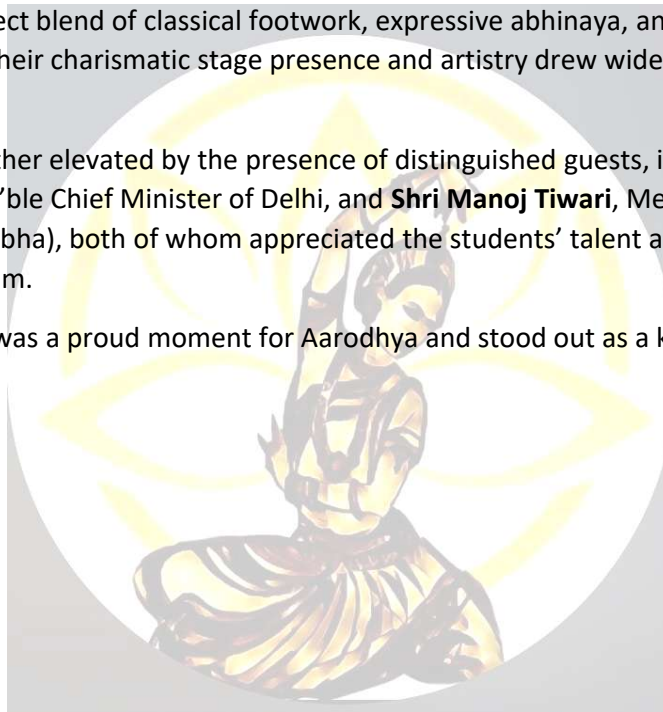 ect blend of classical footwork, expressive abhinaya, an
heir charismatic stage presence and artistry drew wide
ther elevated by the presence of distinguished guests, i
’ble Chief Minister of Delhi, and Shri Manoj Tiwari, Me
bha), both of whom appreciated the students’ talent a
m.
was a proud moment for Aarodhya and stood out as a k